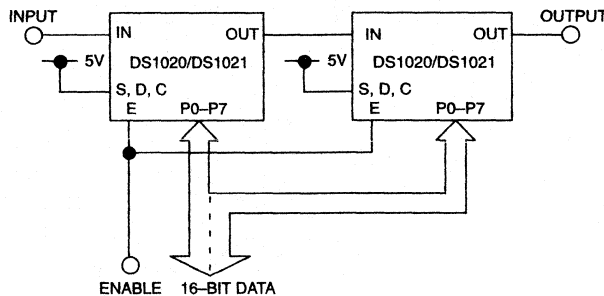 INPUT
OUTPUT
IN
OUT
IN
OUT
5V
DS1020/DS1021
5V
DS1020/DS1021
S, D, C
S, D, C
E
P0–P7
E
P0–P7
ENABLE
16–BIT DATA